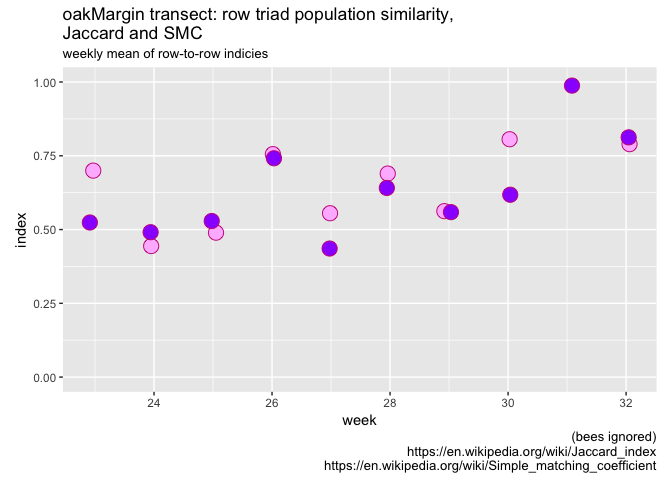 oakMargin transect: row triad population similarity,
Jaccard and SMC
weekly mean of row-to-row indicies
1.00
0.75
0.50
0.25
0.00
index
24 26 28 30 32
week
(bees ignored)
https://en.wikipedia.org/wiki/Jaccard_index
https://en.wikipedia.org/wiki/Simple_matching_coefficient